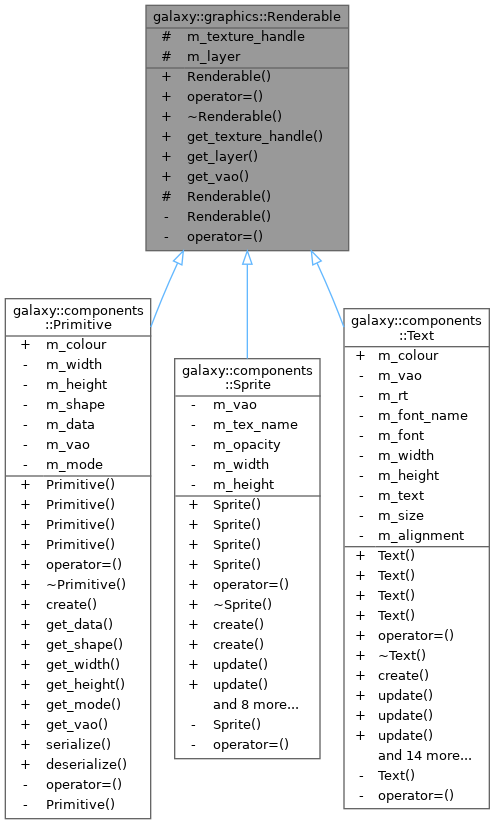 galaxy::graphics::Renderable
# m_texture_handle
# m_layer
+ Renderable()
+ operator=()
+ ~Renderable()
+ get_texture_handle()
+ get_layer()
+ get_vao()
# Renderable()
- Renderable()
- operator=()
galaxy::components
::Primitive
+ m_colour
- m_width
- m_height
- m_shape
- m_data
- m_vao
- m_mode
+ Primitive()
+ Primitive()
+ Primitive()
+ Primitive()
+ operator=()
+ ~Primitive()
+ create()
+ get_data()
+ get_shape()
+ get_width()
+ get_height()
+ get_mode()
+ get_vao()
+ serialize()
+ deserialize()
- operator=()
- Primitive()
galaxy::components
::Sprite
- m_vao
- m_tex_name
- m_opacity
- m_width
- m_height
+ Sprite()
+ Sprite()
+ Sprite()
+ Sprite()
+ operator=()
+ ~Sprite()
+ create()
+ create()
+ update()
+ update()
and 8 more...
- Sprite()
- operator=()
galaxy::components
::Text
+ m_colour
- m_vao
- m_rt
- m_font_name
- m_font
- m_width
- m_height
- m_text
- m_size
- m_alignment
+ Text()
+ Text()
+ Text()
+ Text()
+ operator=()
+ ~Text()
+ create()
+ update()
+ update()
+ update()
and 14 more...
- Text()
- operator=()